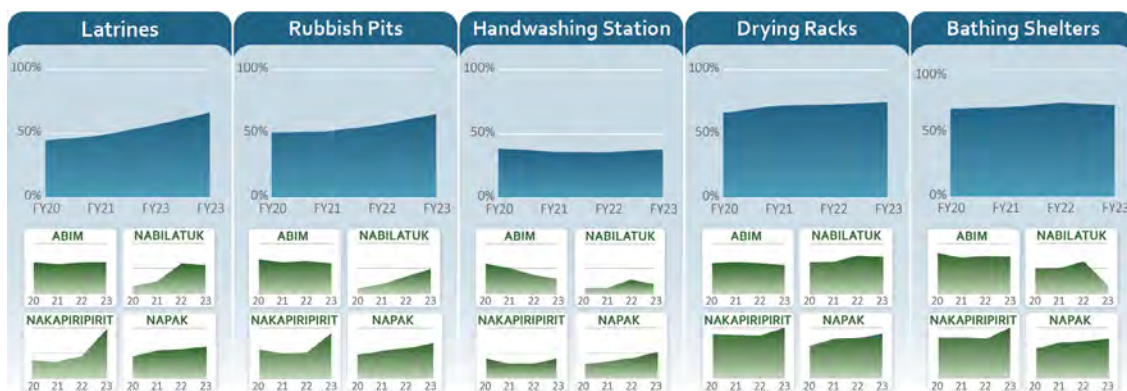 Latrines
100%
50%
0%
FY20 FY21 FY23 FY23
ABIM
20 21 22 23
NABILATUK
20 21 22 23
NAKAPIRIPIRIT
20 21 22 23
NAPAK
20 21 22 23
Rubbish Pits
100%
50%
0%
FY20 FY21 FY22 FY23
ABIM
20 21 22 23
NABILATUK
20 21 22 23
NAKAPIRIPIRIT
20 21 22 23
NAPAK
20 21 22 23
Handwashing Station
100%
50%
0%
FY20 FY21 FY22 FY23
ABIM
20 21 22 23
NABILATUK
20 21 22 23
NAKAPIRIPIRIT
20 21 22 23
NAPAK
20 21 22 23
Drying Racks
100%
50%
0%
FY20 FY21 FY22 FY23
ABIM
20 21 22 23
NABILATUK
20 21 22 23
NAKAPIRIPIRIT
20 21 22 23
NAPAK
20 21 22 23
Bathing Shelters
100%
50%
0%
FY20 FY21 FY22 FY23
ABIM
20 21 22 23
NABILATUK
20 21 22 23
NAKAPIRIPIRIT
20 21 22 23
NAPAK
20 21 22 23